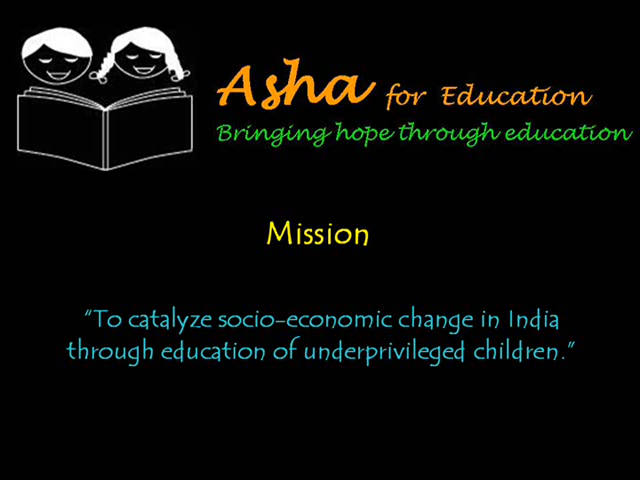 Asha for Education
Bringing hope through education
Mission
“To catalyze socio-economic change in India
through education of underprivileged children.”